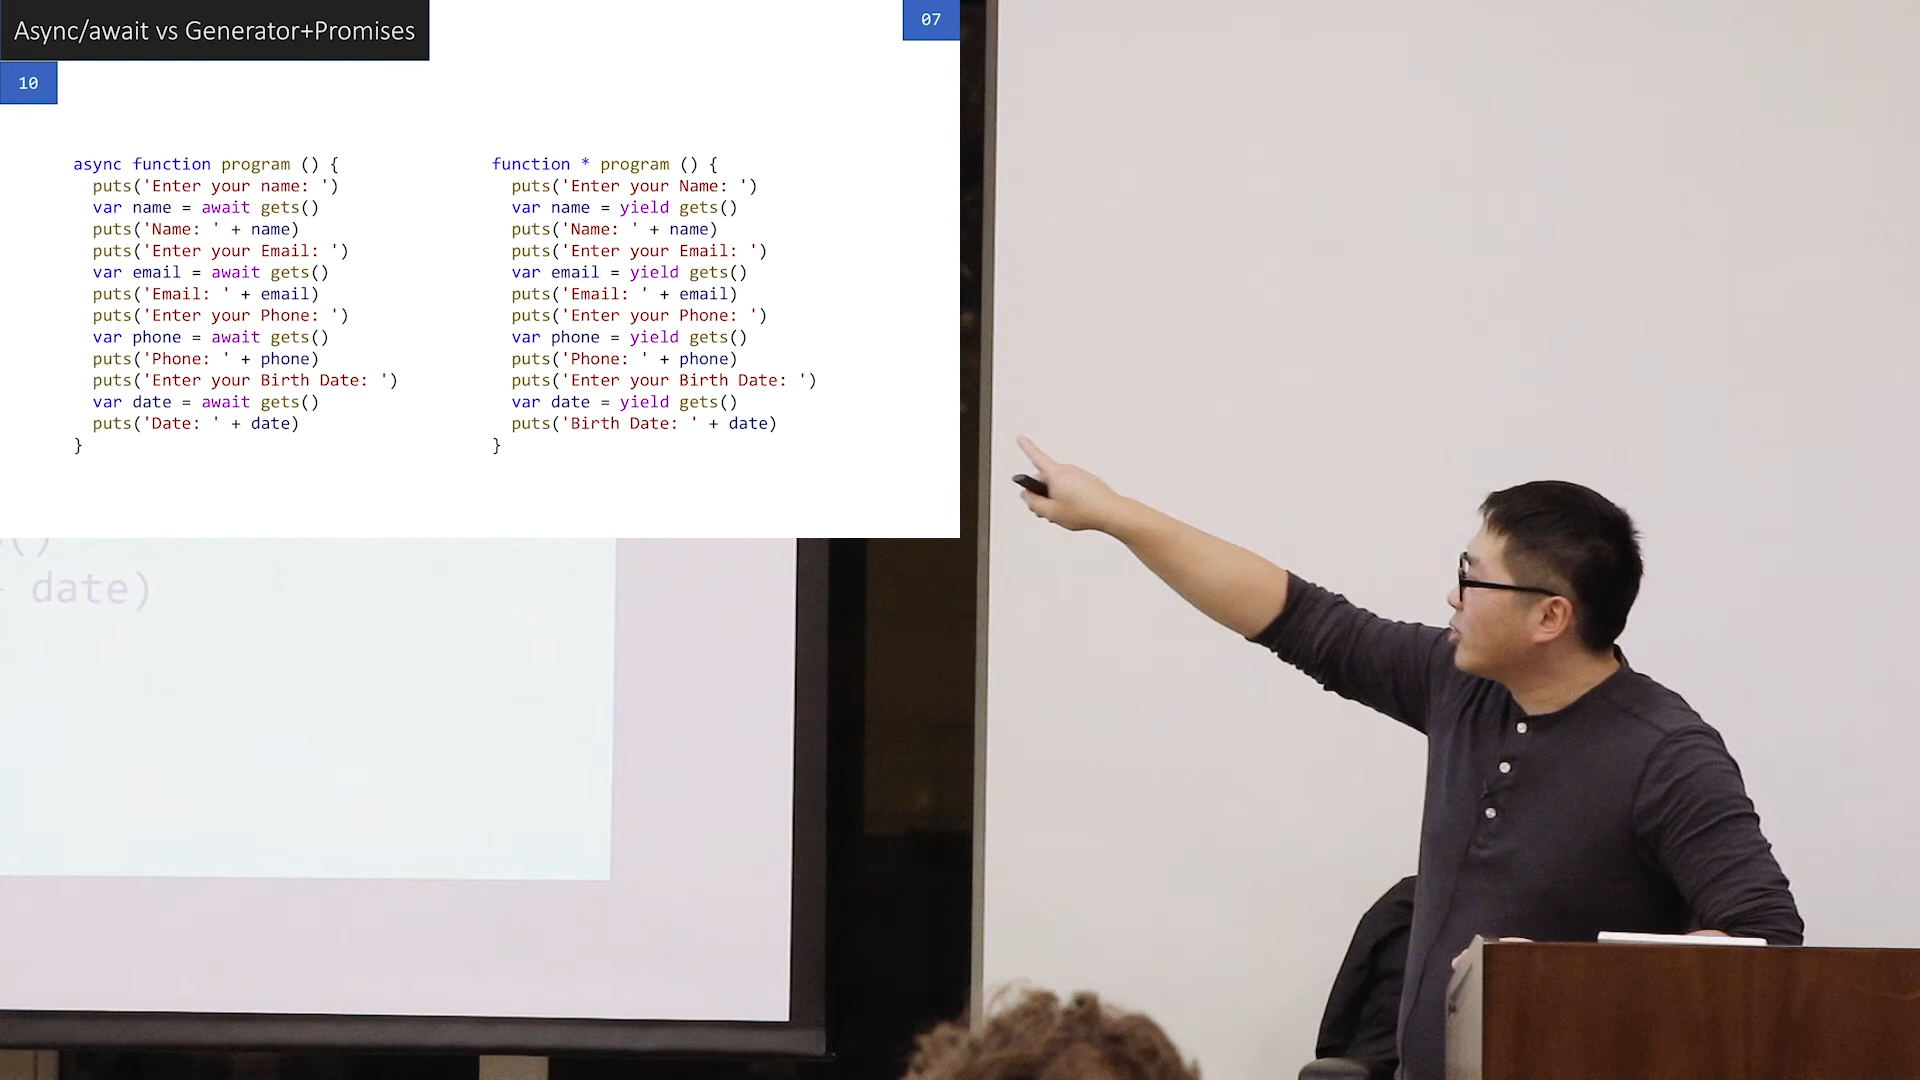 Async/await vs Generator+Promises
07
10
async function program () {
puts('Enter your name: ')
var name = await gets()
puts('Name: ' + name)
puts('Enter your Email: ')
var email = await gets()
puts('Email: ' + email)
puts('Enter your Phone: ')
var phone = await gets()
puts('Phone: ' + phone)
puts('Enter your Birth Date: ')
var date = await gets()
puts('Date: ' + date)
}
function * program () {
puts('Enter your Name: ')
var name = yield gets()
puts('Name: ' + name)
puts('Enter your Email: ')
var email = yield gets()
puts('Email: ' + email)
puts('Enter your Phone: ')
var phone = yield gets()
puts('Phone: ' + phone)
puts('Enter your Birth Date: ')
var date = yield gets()
puts('Birth Date: ' + date)
}
()
date)